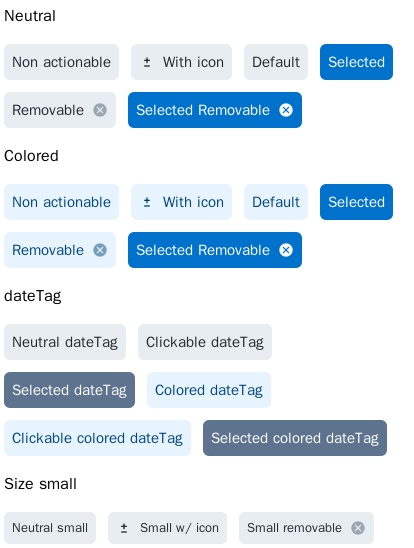 Neutral
Non actionable ± With icon Default Selected
Removable Selected Removable
Colored
Non actionable ± With icon Default Selected
Removable Selected Removable
dateTag
Neutral dateTag Clickable dateTag
Selected dateTag Colored dateTag
Clickable colored dateTag Selected colored dateTag
Size small
Neutral small ± Small w/ icon Small removable